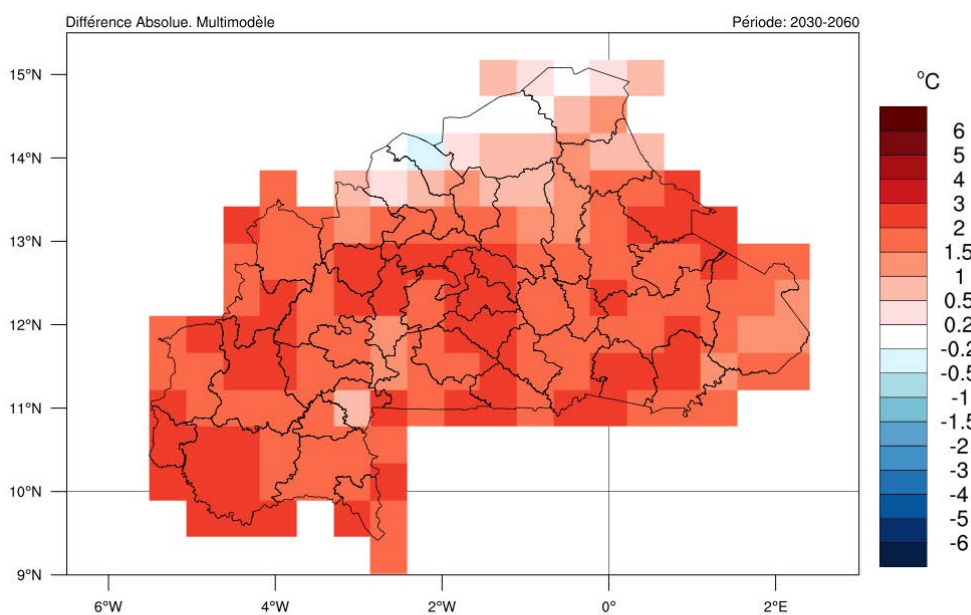 Différence Absolue. Multimodèle
Période: 2030-2060
15°N
14°N
13°N
12°N
11°N
10°N
9°N
6°W
4°W
2°W
0°
2°E
°C
6
5
4
3
2
1.5
1
0.5
0.2
-0.2
-0.5
-1
-1.5
-2
-3
-4
-5
-6